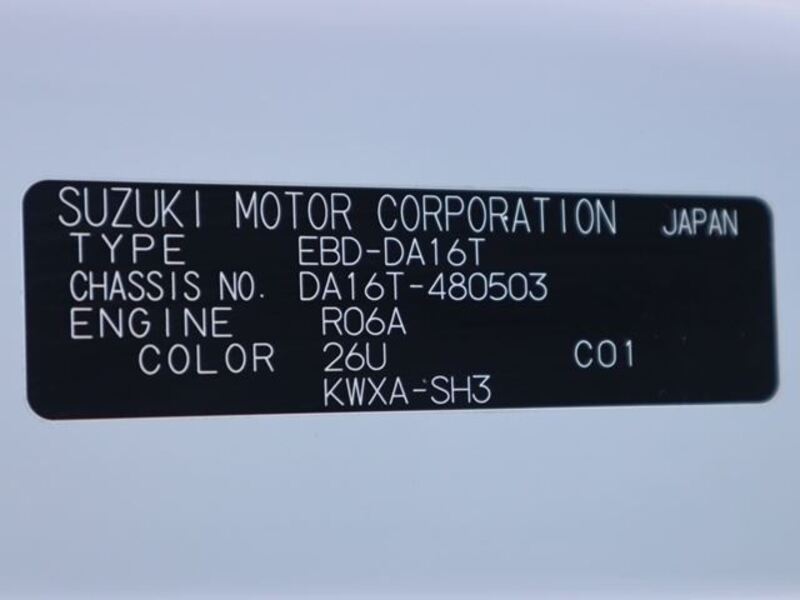 SUZUKI MOTOR CORPORATION JAPAN
TYPE EBD-DA16T
CHASSIS NO. DA16T-480503
ENGINE R06A
COLOR 26U C01
KWXA-SH3